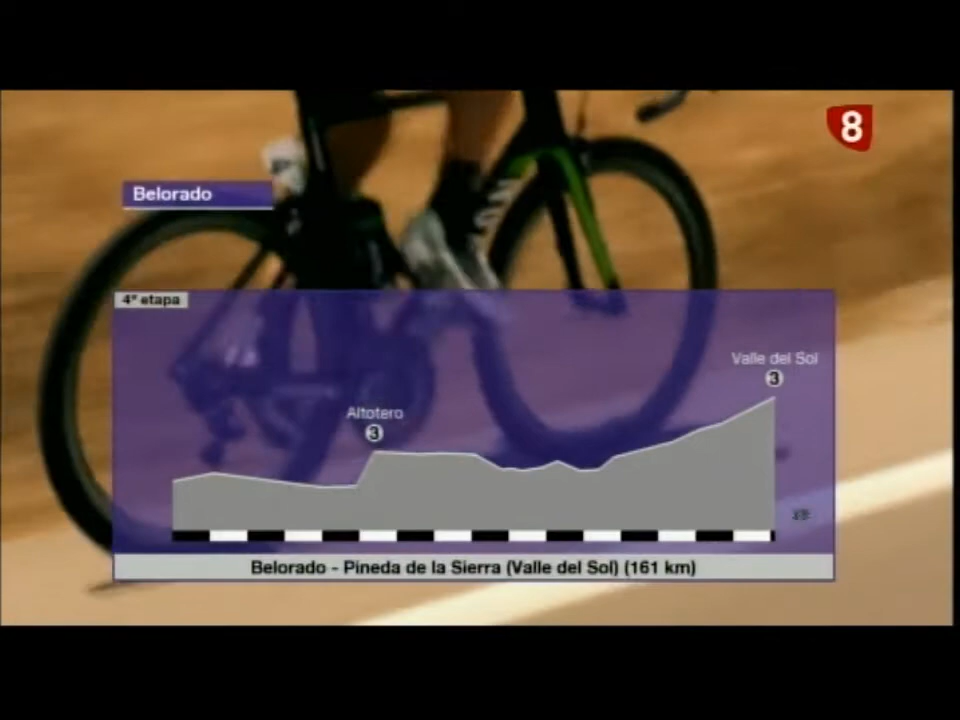 8
Belorado
4ª etapa
Valle del Sol
3
Altotero
3
Belorado - Pineda de la Sierra (Valle del Sol) (161 km)